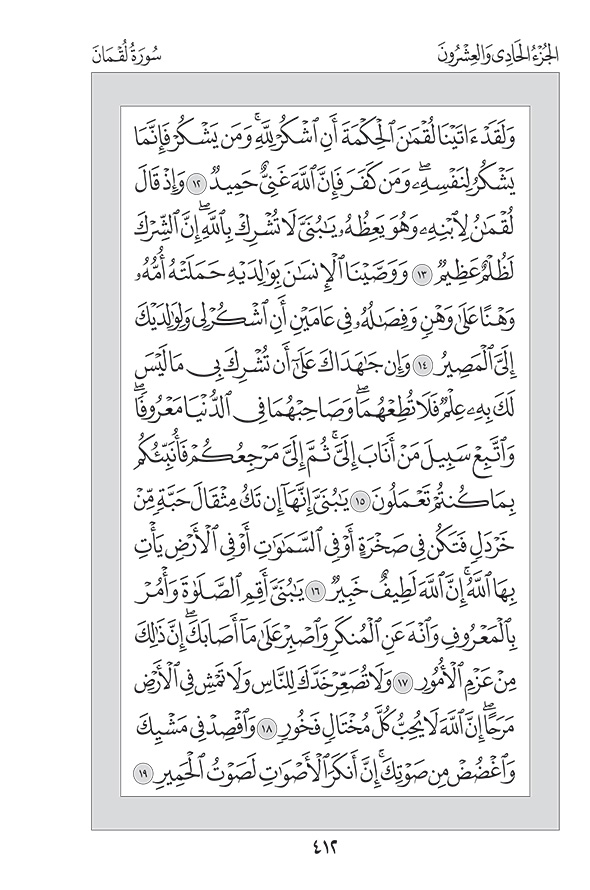 الجُزْءُ الحَادِى وَالعِشْرُونَ
سُورَةُ لُقْمَانَ
وَلَقَدْ ءَاتَيْنَا لُقْمَٰنَ ٱلْحِكْمَةَ أَنِ ٱشْكُرْ لِلَّهِۚ وَمَن يَشْكُرْ فَإِنَّمَا
يَشْكُرُ لِنَفْسِهِۦۖ وَمَن كَفَرَ فَإِنَّ ٱللَّهَ غَنِىٌّ حَمِيدٌ ١٢ وَإِذْ قَالَ
لُقْمَٰنُ لِٱبْنِهِۦ وَهُوَ يَعِظُهُۥ يَٰبُنَىَّ لَا تُشْرِكْ بِٱللَّهِۖ إِنَّ ٱلشِّرْكَ
لَظُلْمٌ عَظِيمٌ ١٣ وَوَصَّيْنَا ٱلْإِنسَٰنَ بِوَٰلِدَيْهِ حَمَلَتْهُ أُمُّهُۥ
وَهْنًا عَلَىٰ وَهْنٍ وَفِصَٰلُهُۥ فِى عَامَيْنِ أَنِ ٱشْكُرْ لِى وَلِوَٰلِدَيْكَ
إِلَىَّ ٱلْمَصِيرُ ١٤ وَإِن جَٰهَدَاكَ عَلَىٰٓ أَن تُشْرِكَ بِى مَا لَيْسَ
لَكَ بِهِۦ عِلْمٌ فَلَا تُطِعْهُمَاۖ وَصَاحِبْهُمَا فِى ٱلدُّنْيَا مَعْرُوفًاۖ
وَٱتَّبِعْ سَبِيلَ مَنْ أَنَابَ إِلَىَّۚ ثُمَّ إِلَىَّ مَرْجِعُكُمْ فَأُنَبِّئُكُم
بِمَا كُنتُمْ تَعْمَلُونَ ١٥ يَٰبُنَىَّ إِنَّهَآ إِن تَكُ مِثْقَالَ حَبَّةٍ مِّنْ
خَرْدَلٍ فَتَكُن فِى صَخْرَةٍ أَوْ فِى ٱلسَّمَٰوَٰتِ أَوْ فِى ٱلْأَرْضِ يَأْتِ
بِهَا ٱللَّهُۚ إِنَّ ٱللَّهَ لَطِيفٌ خَبِيرٌ ١٦ يَٰبُنَىَّ أَقِمِ ٱلصَّلَوٰةَ وَأْمُرْ
بِٱلْمَعْرُوفِ وَٱنْهَ عَنِ ٱلْمُنكَرِ وَٱصْبِرْ عَلَىٰ مَآ أَصَابَكَۖ إِنَّ ذَٰلِكَ
مِنْ عَزْمِ ٱلْأُمُورِ ١٧ وَلَا تُصَعِّرْ خَدَّكَ لِلنَّاسِ وَلَا تَمْشِ فِى ٱلْأَرْضِ
مَرَحًاۖ إِنَّ ٱللَّهَ لَا يُحِبُّ كُلَّ مُخْتَالٍ فَخُورٍ ١٨ وَٱقْصِدْ فِى مَشْيِكَ
وَٱغْضُضْ مِن صَوْتِكَۚ إِنَّ أَنكَرَ ٱلْأَصْوَٰتِ لَصَوْتُ ٱلْحَمِيرِ ١٩
٤١٢